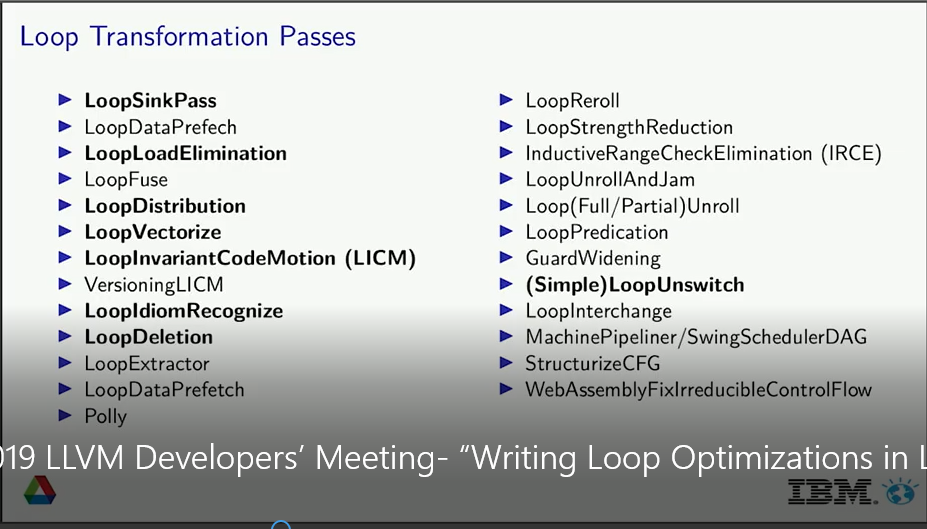 Loop Transformation Passes
LoopSinkPass
LoopDataPrefech
LoopLoadElimination
LoopFuse
LoopDistribution
LoopVectorize
LoopInvariantCodeMotion (LICM)
VersioningLICM
LoopIdiomRecognize
LoopDeletion
LoopExtractor
LoopDataPrefetch
Polly
LoopReroll
LoopStrengthReduction
InductiveRangeCheckElimination (IRCE)
LoopUnrollAndJam
Loop(Full/Partial)Unroll
LoopPredication
GuardWidening
(Simple)LoopUnswitch
LoopInterchange
MachinePipeliner/SwingSchedulerDAG
StructurizeCFG
WebAssemblyFixIrreducibleControlFlow
019 LLVM Developers’ Meeting- “Writing Loop Optimizations in L
IBM.